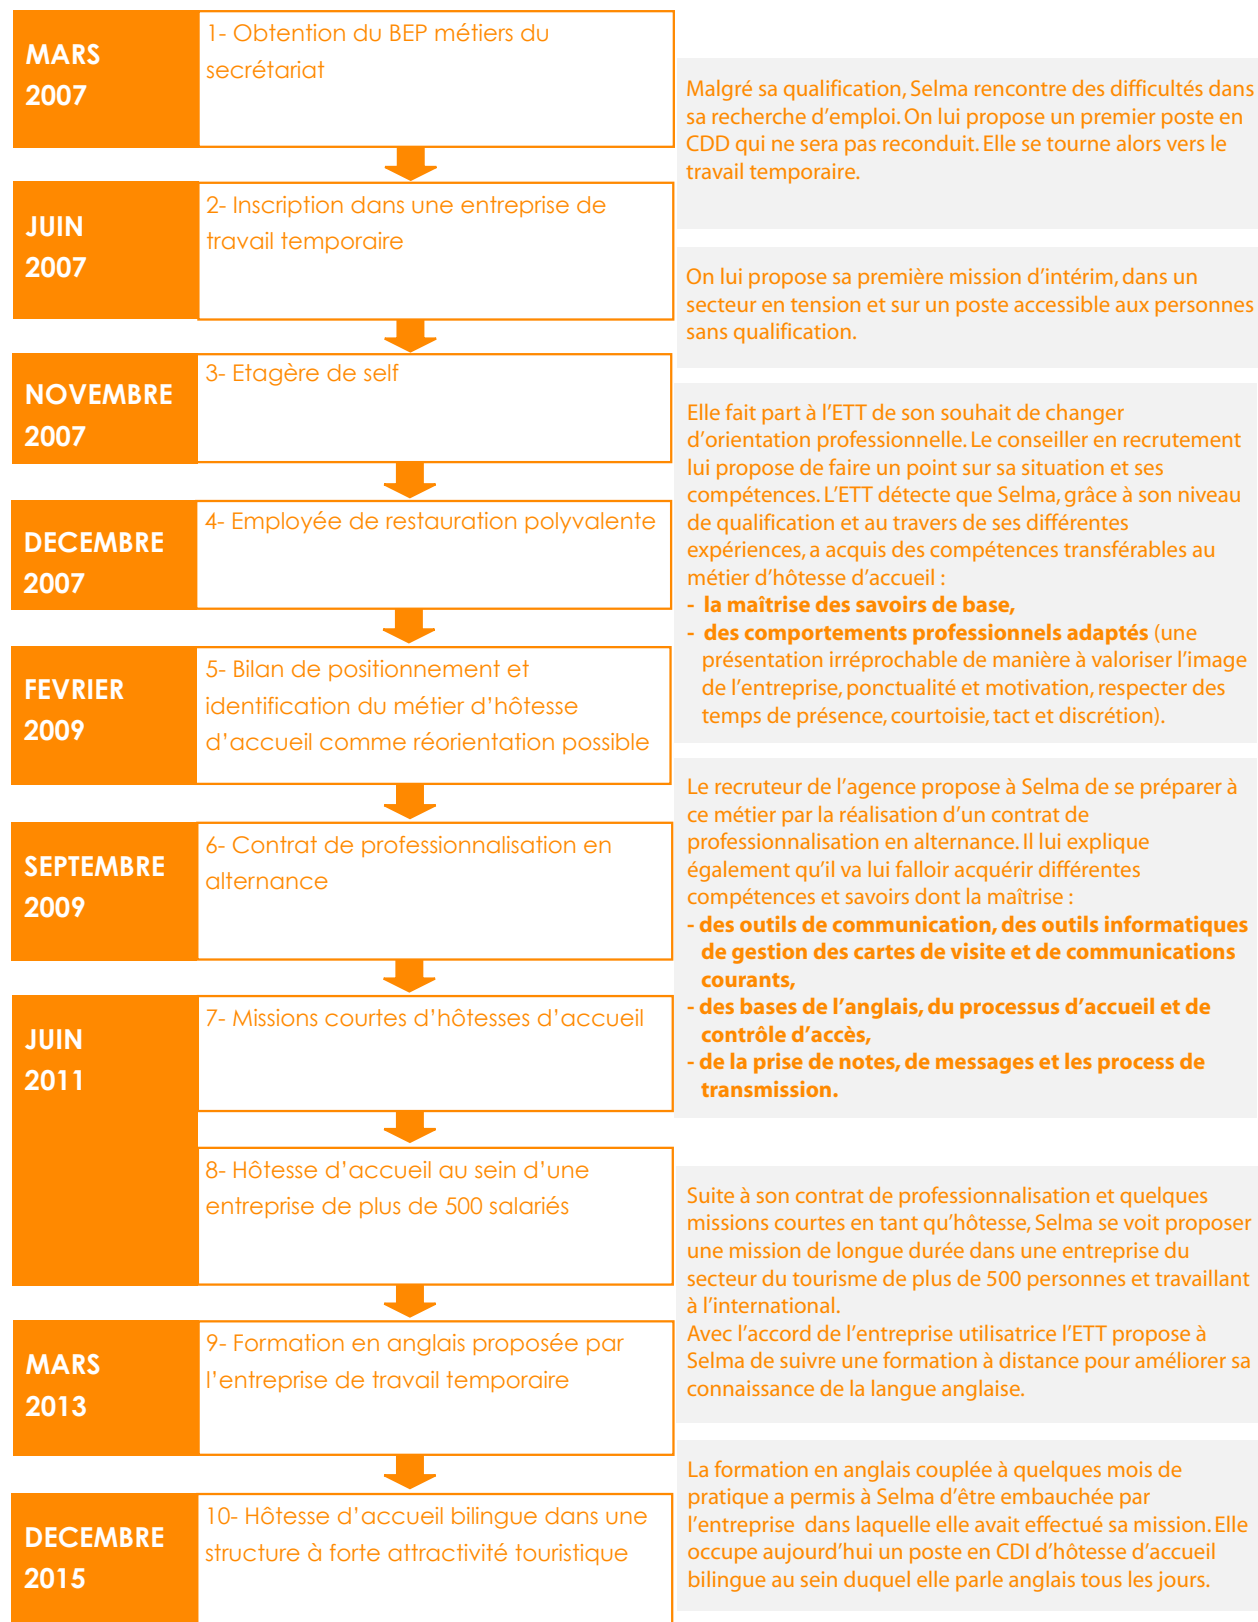 MARS
2007
1- Obtention du BEP métiers du
secrétariat
Malgré sa qualification, Selma rencontre des difficultés dans
sa recherche d'emploi. On lui propose un premier poste en
CDD qui ne sera pas reconduit. Elle se tourne alors vers le
travail temporaire.
JUIN
2007
2- Inscription dans une entreprise de
travail temporaire
On lui propose sa première mission d'intérim, dans un
secteur en tension et sur un poste accessible aux personnes
sans qualification.
NOVEMBRE
2007
3- Etagère de self
Elle fait part à l'ETT de son souhait de changer
d'orientation professionnelle. Le conseiller en recrutement
lui propose de faire un point sur sa situation et ses
compétences. L'ETT détecte que Selma, grâce à son niveau
de qualification et au travers de ses différentes
expériences, a acquis des compétences transférables au
métier d'hôtesse d'accueil :
- la maîtrise des savoirs de base,
- des comportements professionnels adaptés (une
présentation irréprochable de manière à valoriser l'image
de l'entreprise, ponctualité et motivation, respecter des
temps de présence, courtoisie, tact et discrétion).
DECEMBRE
2007
4- Employée de restauration polyvalente
FEVRIER
2009
5- Bilan de positionnement et
identification du métier d'hôtesse
d'accueil comme réorientation possible
Le recruteur de l'agence propose à Selma de se préparer à
ce métier par la réalisation d'un contrat de
professionnalisation en alternance. Il lui explique
également qu'il va lui falloir acquérir différentes
compétences et savoirs dont la maîtrise :
- des outils de communication, des outils informatiques
de gestion des cartes de visite et de communications
courants,
- des bases de l'anglais, du processus d'accueil et de
contrôle d'accès,
- de la prise de notes, de messages et les process de
transmission.
SEPTEMBRE
2009
6- Contrat de professionnalisation en
alternance
JUIN
2011
7- Missions courtes d'hôtesses d'accueil
8- Hôtesse d'accueil au sein d'une
entreprise de plus de 500 salariés
Suite à son contrat de professionnalisation et quelques
missions courtes en tant qu'hôtesse, Selma se voit proposer
une mission de longue durée dans une entreprise du
secteur du tourisme de plus de 500 personnes et travaillant
à l'international.
Avec l'accord de l'entreprise utilisatrice l'ETT propose à
Selma de suivre une formation à distance pour améliorer sa
connaissance de la langue anglaise.
MARS
2013
9- Formation en anglais proposée par
l'entreprise de travail temporaire
La formation en anglais couplée à quelques mois de
pratique a permis à Selma d'être embauchée par
l'entreprise dans laquelle elle avait effectué sa mission. Elle
occupe aujourd'hui un poste en CDI d'hôtesse d'accueil
bilingue au sein duquel elle parle anglais tous les jours.
DECEMBRE
2015
10- Hôtesse d'accueil bilingue dans une
structure à forte attractivité touristique